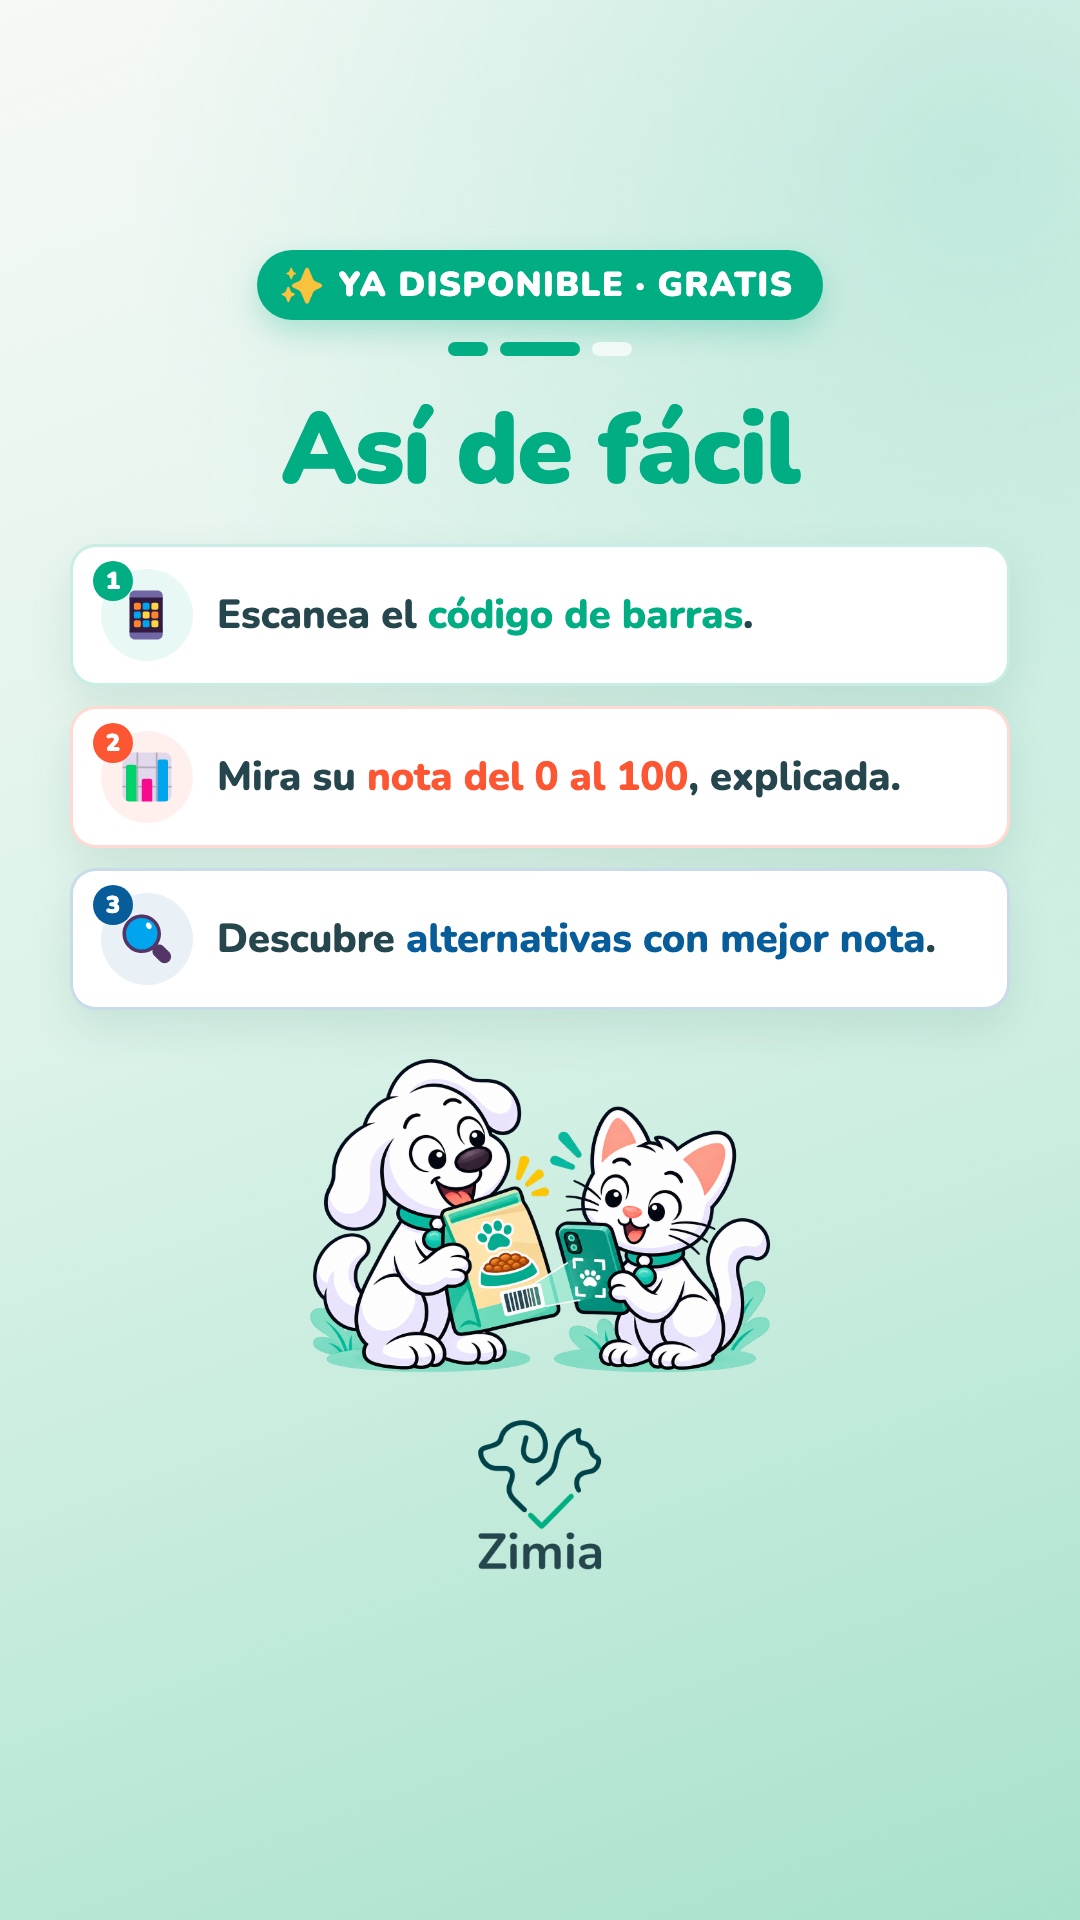 ✨ YA DISPONIBLE · GRATIS
Así de fácil
1
Escanea el código de barras.
2
Mira su nota del 0 al 100, explicada.
3
Descubre alternativas con mejor nota.
Zimia